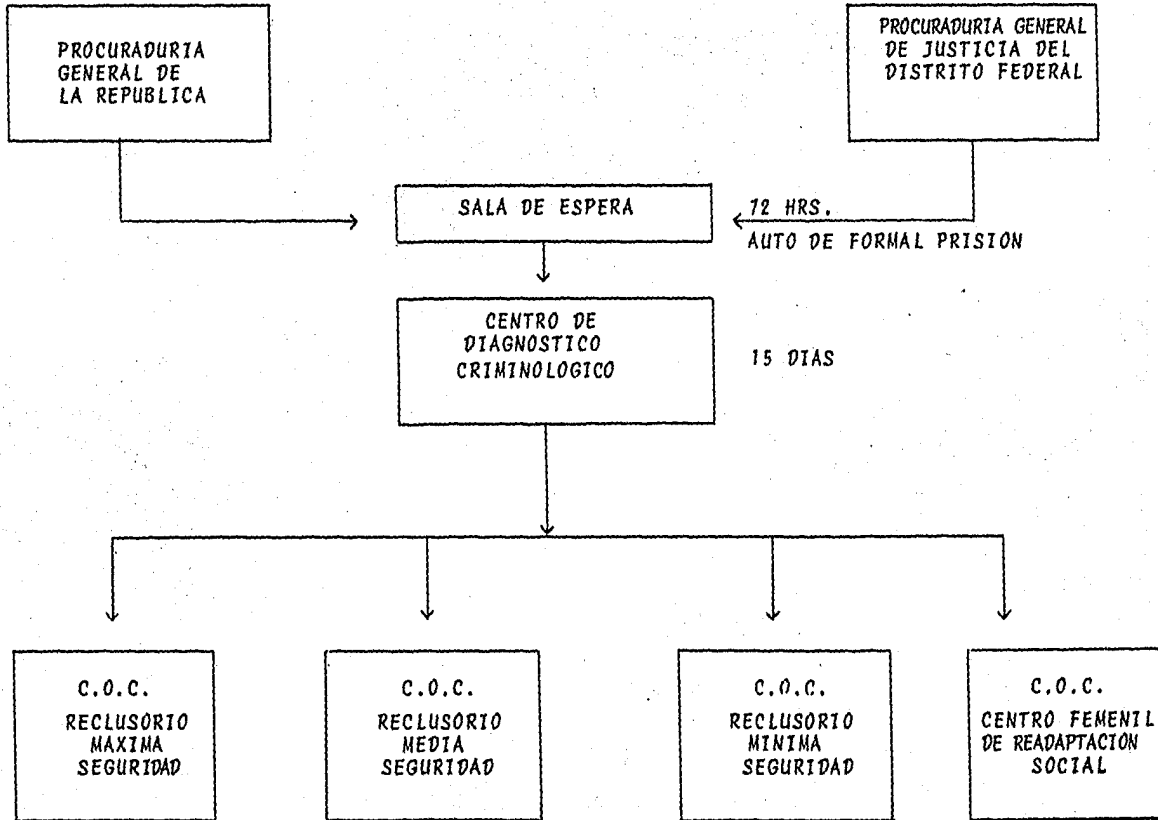 PROCURADURIA
GENERAL DE
LA REPUBLICA
PROCURADURIA GENERAL
DE JUSTICIA DEL
DISTRITO FEDERAL
SALA DE ESPERA
72 HRS.
AUTO DE FORMAL PRISION
CENTRO DE
DIAGNOSTICO
CRIMINOLOGICO
15 DIAS
C.O.C.
RECLUSORIO
MAXIMA
SEGURIDAD
C.O.C.
RECLUSORIO
MEDIA
SEGURIDAD
C.O.C.
RECLUSORIO
MINIMA
SEGURIDAD
C.O.C.
CENTRO FEMENIL
DE READAPTACION
SOCIAL